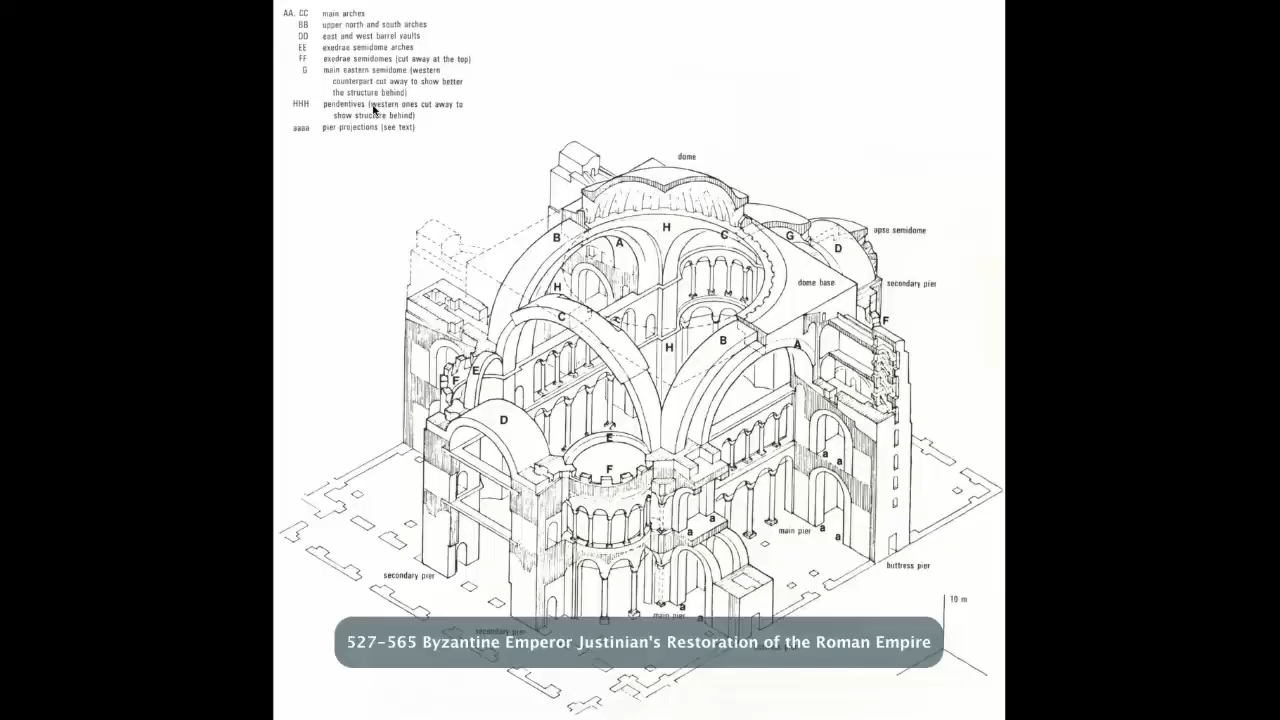 AA, CC main arches
BB upper north and south arches
DD east and west barrel vaults
EE exedrae semidome arches
FF exedrae semidomes (cut away at the top)
G main eastern semidome (western
counterpart cut away to show better
the structure behind)
HHH pendentives (western ones cut away to
show structure behind)
aaaa pier projections (see text)
dome
apse semidome
B
A
H
C
G
D
dome base
secondary pier
H
C
F
H
B
A
E
F
D
E
F
a
a
a
a
main pier
a
a
buttress pier
secondary pier
10 m
a
main pier
a
secondary pier
527-565 Byzantine Emperor Justinian's Restoration of the Roman Empire